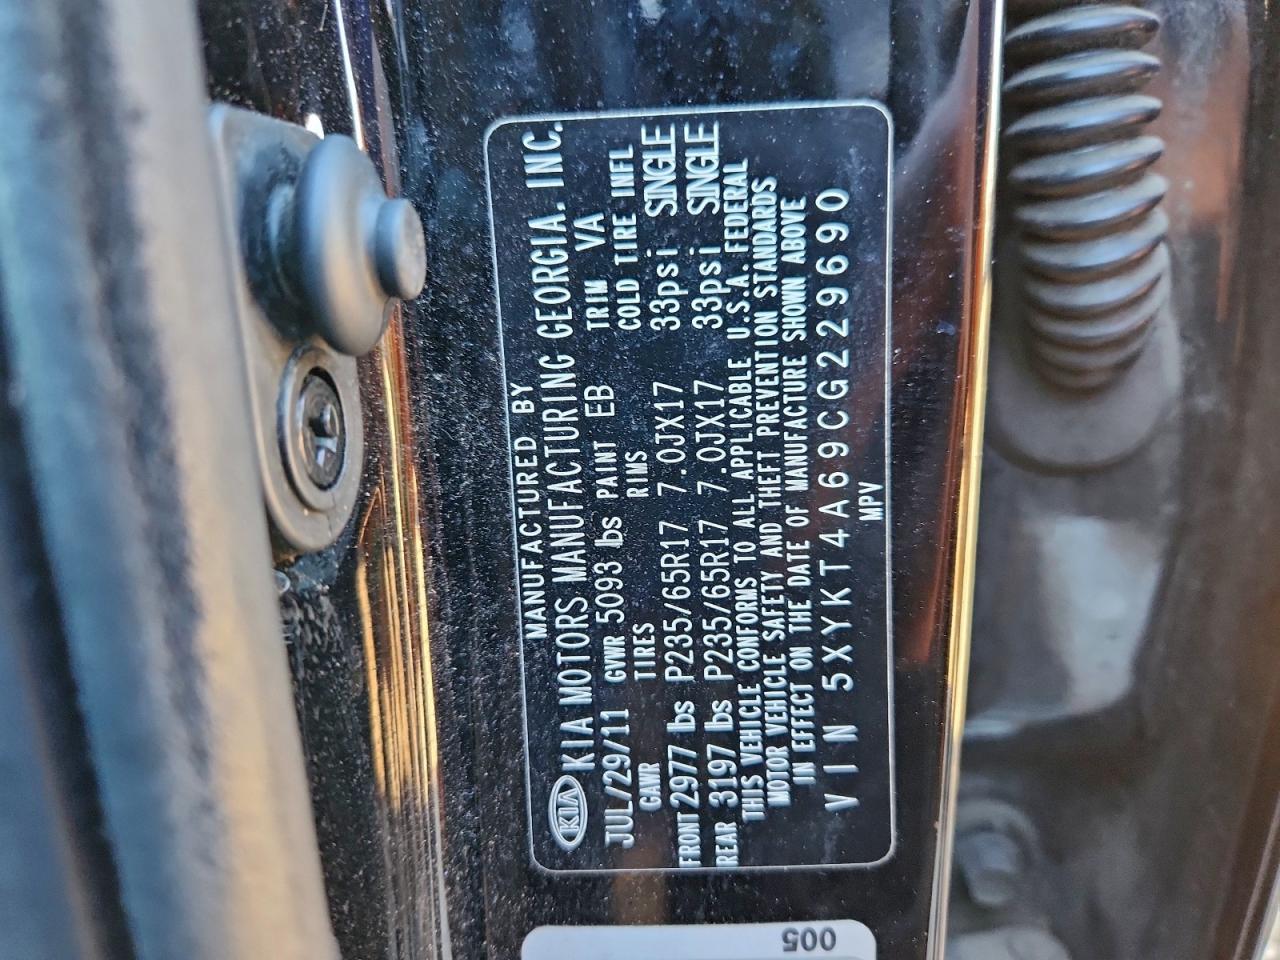 MANUFACTURED BY
KIA KIA MOTORS MANUFACTURING GEORGIA. INC.
JUL/29/11 GVWR 5093 lbs PAINT EB TRIM VA
GAWR TIRES RIMS COLD TIRE INFL
FRONT 2977 lbs P235/65R17 7.0JX17 33psi SINGLE
REAR 3197 lbs P235/65R17 7.0JX17 33psi SINGLE
THIS VEHICLE CONFORMS TO ALL APPLICABLE U.S.A. FEDERAL
MOTOR VEHICLE SAFETY AND THEFT PREVENTION STANDARDS
IN EFFECT ON THE DATE OF MANUFACTURE SHOWN ABOVE
VIN 5XYKT4A69CG229690
MPV
005